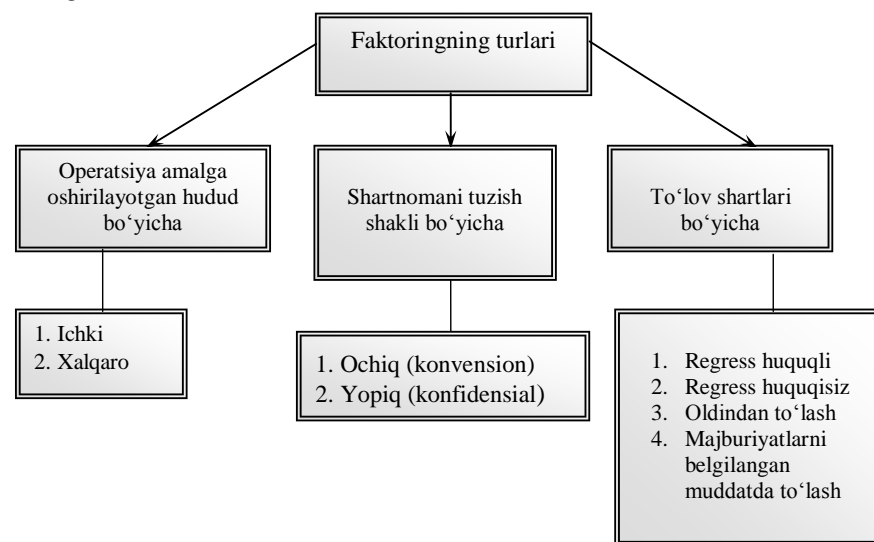 Faktoringning turlari
Operatsiya amalga
oshirilayotgan hudud
bo‘yicha
Shartnomani tuzish
shakli bo‘yicha
To‘lov shartlari
bo‘yicha
1. Ichki
2. Xalqaro
1. Ochiq (konvension)
2. Yopiq (konfidensial)
1. Regress huquqli
2. Regress huquqisiz
3. Oldindan to‘lash
4. Majburiyatlarni
belgilangan
muddatda to‘lash